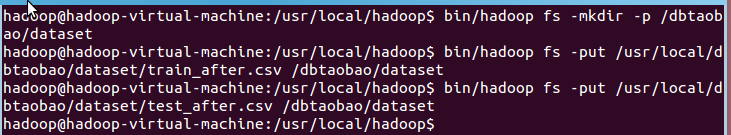 hadoop@hadoop-virtual-machine:/usr/local/hadoop$ bin/hadoop fs -mkdir -p /dbtaob
ao/dataset
hadoop@hadoop-virtual-machine:/usr/local/hadoop$ bin/hadoop fs -put /usr/local/d
btaobao/dataset/train_after.csv /dbtaobao/dataset
hadoop@hadoop-virtual-machine:/usr/local/hadoop$ bin/hadoop fs -put /usr/local/d
btaobao/dataset/test_after.csv /dbtaobao/dataset
hadoop@hadoop-virtual-machine:/usr/local/hadoop$